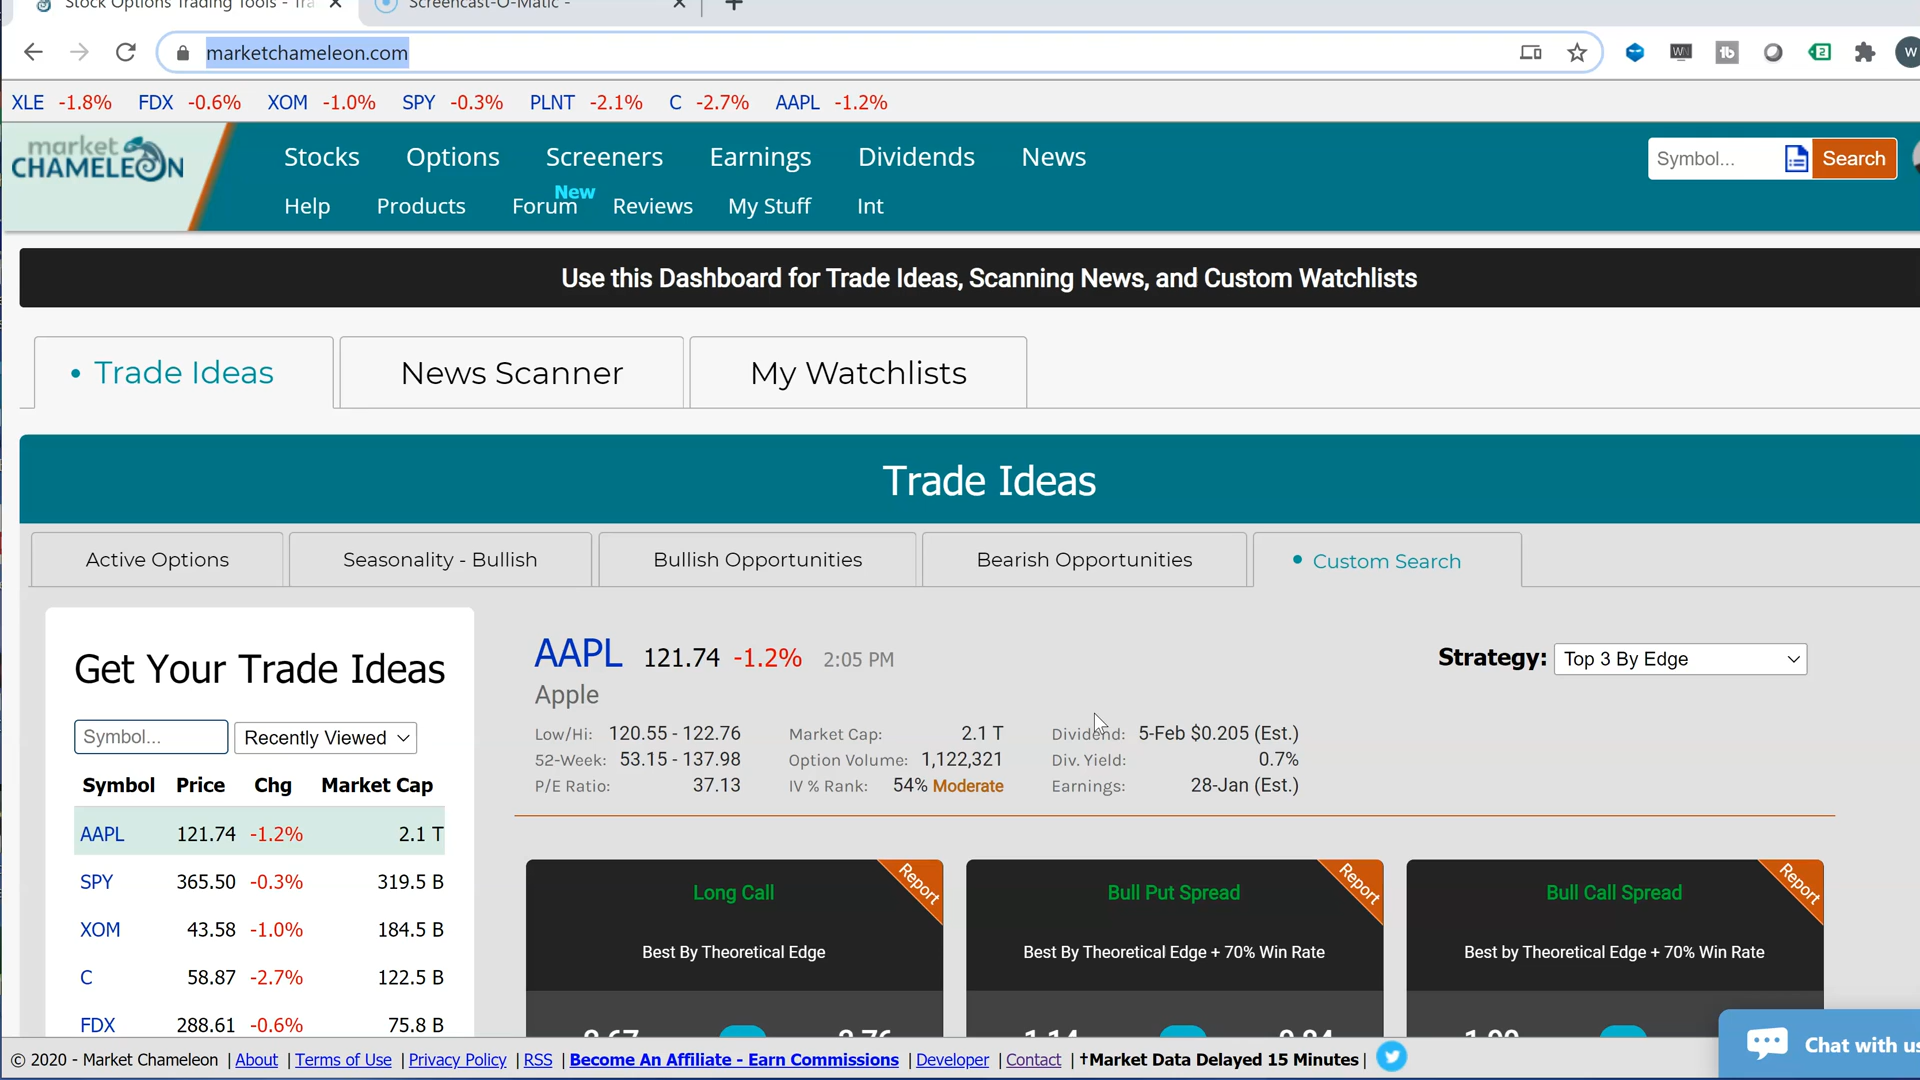 Stock Options Trading Tools - Tra
Screencast-O-Matic -
marketchameleon.com
W
XLE -1.8% FDX -0.6% XOM -1.0% SPY -0.3% PLNT -2.1% C -2.7% AAPL -1.2%
market
CHAMELEON
Stocks Options Screeners Earnings Dividends News
Symbol... Search
New
Help Products Forum Reviews My Stuff Int
Use this Dashboard for Trade Ideas, Scanning News, and Custom Watchlists
• Trade Ideas News Scanner My Watchlists
Trade Ideas
Active Options Seasonality - Bullish Bullish Opportunities Bearish Opportunities • Custom Search
Get Your Trade Ideas
Symbol... Recently Viewed
Symbol Price Chg Market Cap
AAPL 121.74 -1.2% 2.1 T
SPY 365.50 -0.3% 319.5 B
XOM 43.58 -1.0% 184.5 B
C 58.87 -2.7% 122.5 B
FDX 288.61 -0.6% 75.8 B
AAPL 121.74 -1.2% 2:05 PM
Strategy: Top 3 By Edge
Apple
Low/Hi: 120.55 - 122.76 Market Cap: 2.1 T Dividend: 5-Feb $0.205 (Est.)
52-Week: 53.15 - 137.98 Option Volume: 1,122,321 Div. Yield: 0.7%
P/E Ratio: 37.13 IV % Rank: 54% Moderate Earnings: 28-Jan (Est.)
Long Call Report
Best By Theoretical Edge
Bull Put Spread Report
Best By Theoretical Edge + 70% Win Rate
Bull Call Spread Report
Best by Theoretical Edge + 70% Win Rate
© 2020 - Market Chameleon | About | Terms of Use | Privacy Policy | RSS | Become An Affiliate - Earn Commissions | Developer | Contact | †Market Data Delayed 15 Minutes |
Chat with us